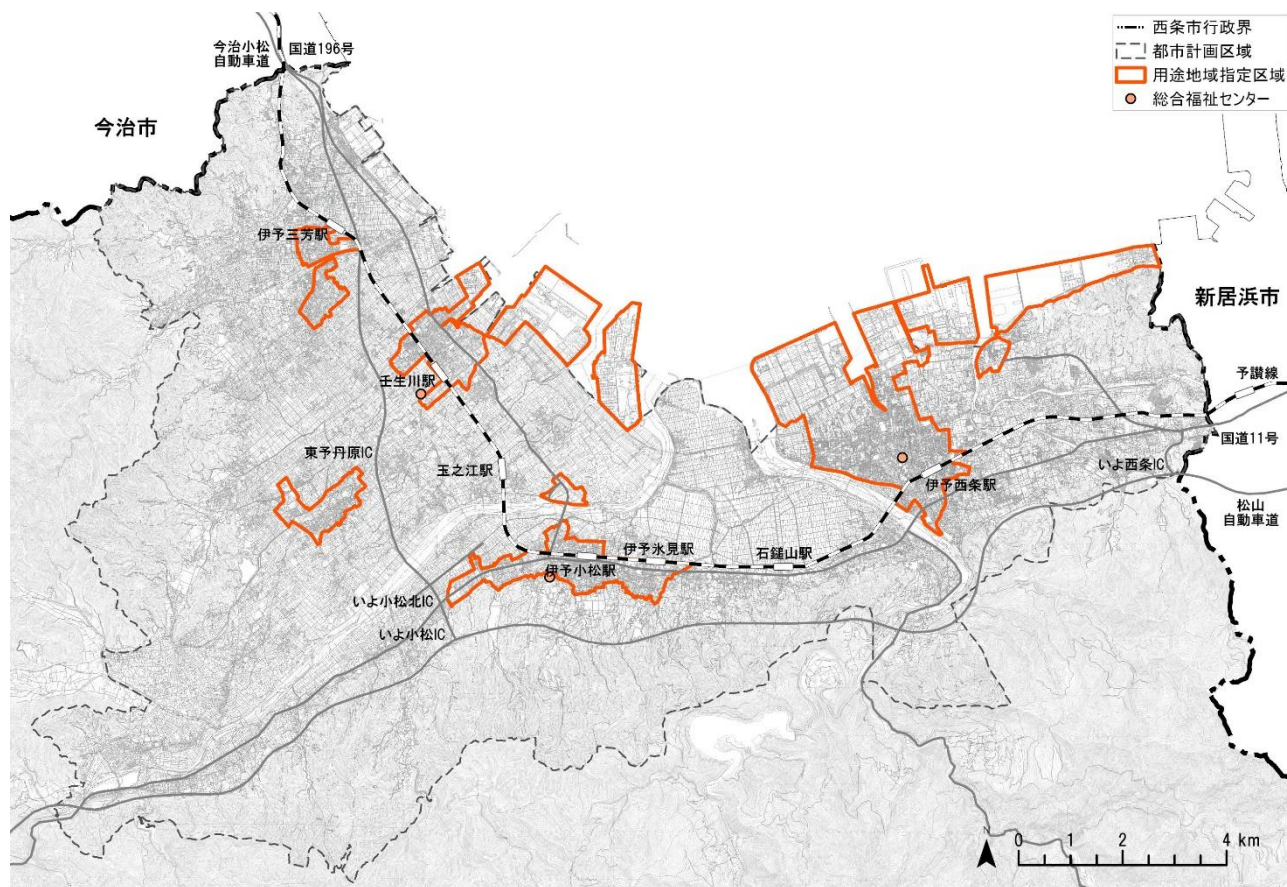 西条市行政界
都市計画区域
用途地域指定区域
総合福祉センター
今治小松
自動車道
国道196号
今治市
伊予三芳駅
新居浜市
壬生川駅
予讃線
国道11号
東予丹原IC
玉之江駅
いよ西条IC
伊予西条駅
松山
自動車道
伊予氷見駅
石鎚山駅
伊予小松駅
いよ小松北IC
いよ小松IC
0 1 2 4 km